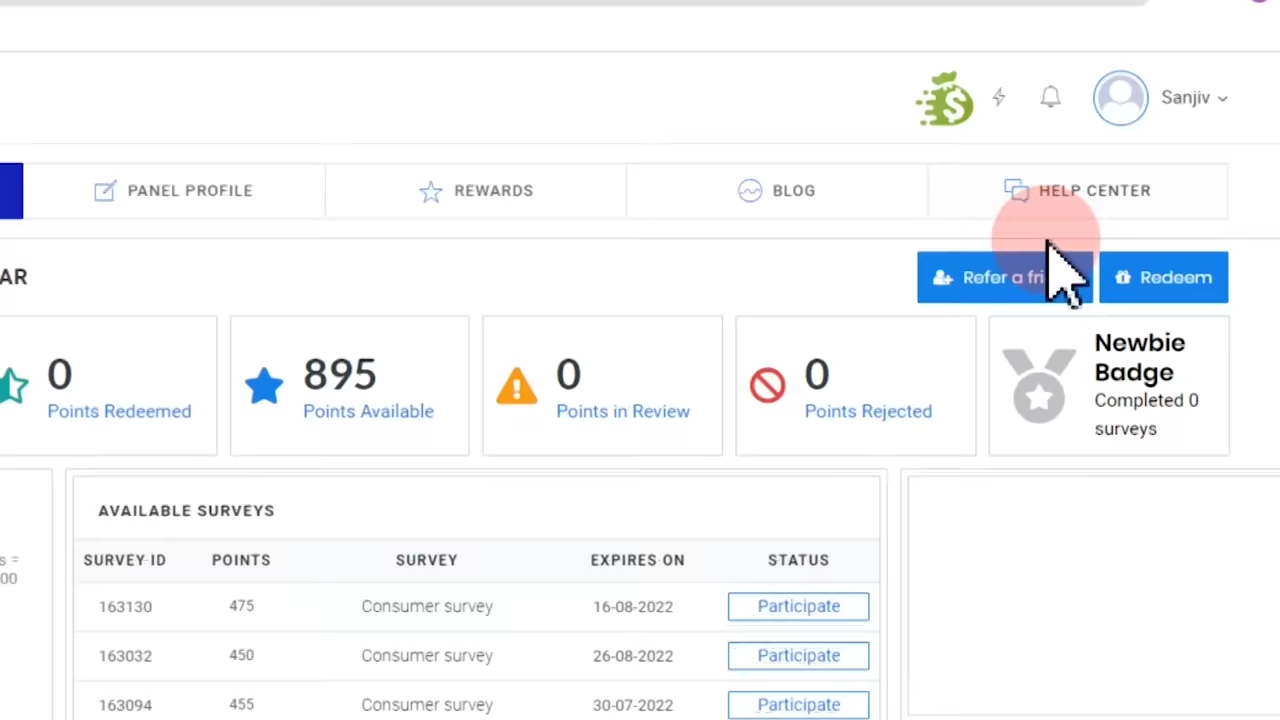 Sanjiv
PANEL PROFILE
REWARDS
BLOG
HELP CENTER
AR
Refer a fri
Redeem
0
Points Redeemed
895
Points Available
0
Points in Review
0
Points Rejected
Newbie
Badge
Completed 0
surveys
s =
00
AVAILABLE SURVEYS
SURVEY ID POINTS SURVEY EXPIRES ON STATUS
163130 475 Consumer survey 16-08-2022 Participate
163032 450 Consumer survey 26-08-2022 Participate
163094 455 Consumer survey 30-07-2022 Participate